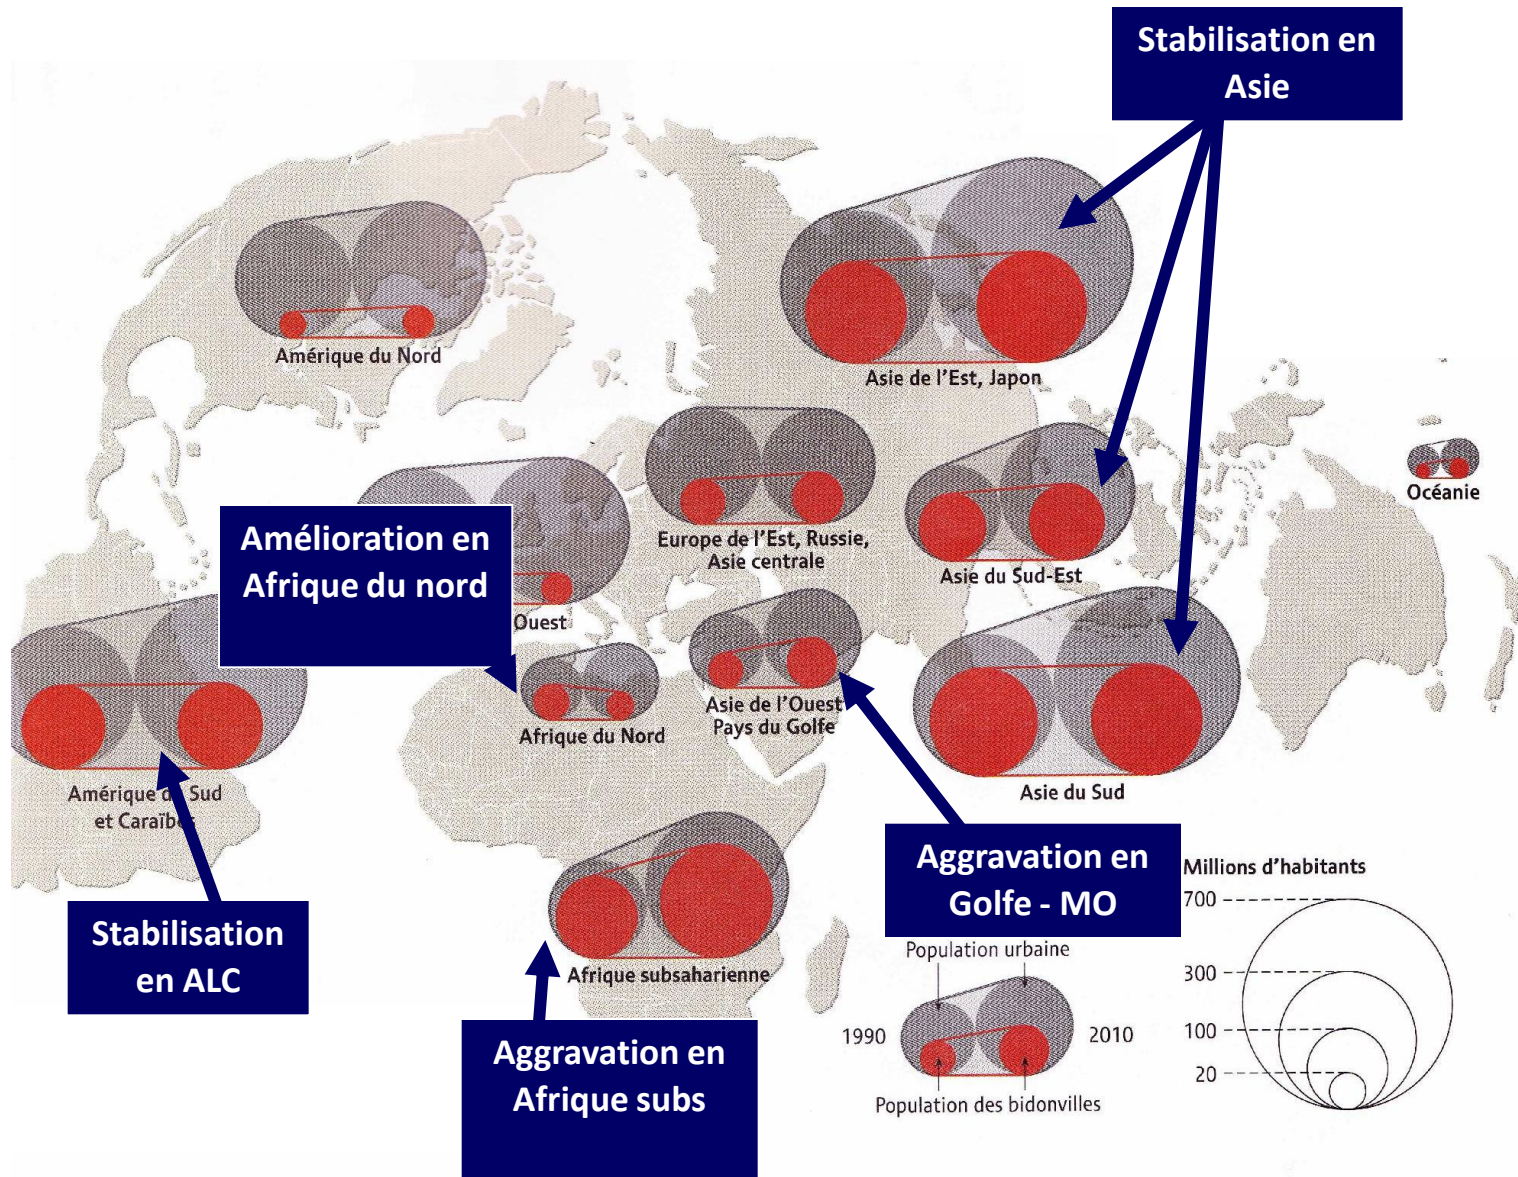 Stabilisation en
Asie
Amérique du Nord
Asie de l'Est, Japon
Océanie
Europe de l'Est, Russie,
Asie centrale
Asie du Sud-Est
Amélioration en
Afrique du nord
Ouest
Afrique du Nord
Asie de l'Ouest
Pays du Golfe
Asie du Sud
Amérique du Sud
et Caraïbes
Stabilisation
en ALC
Afrique subsaharienne
Aggravation en
Afrique subs
Aggravation en
Golfe - MO
Millions d'habitants
700
300
100
20
Population urbaine
1990
2010
Population des bidonvilles